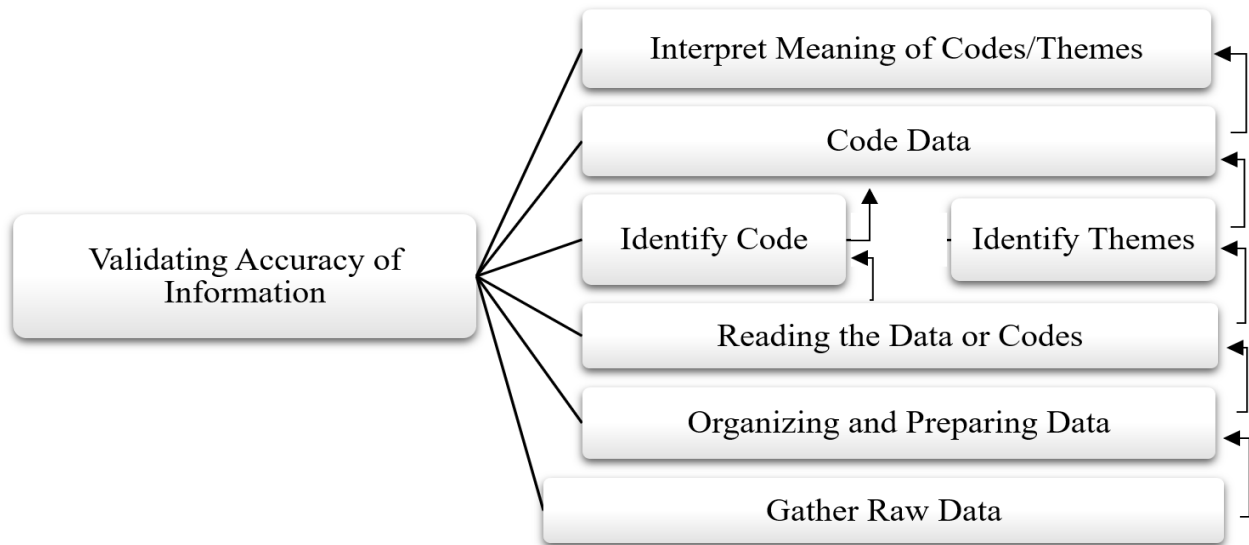 Interpret Meaning of Codes/Themes
Code Data
Identify Code
Identify Themes
Validating Accuracy of
Information
Reading the Data or Codes
Organizing and Preparing Data
Gather Raw Data